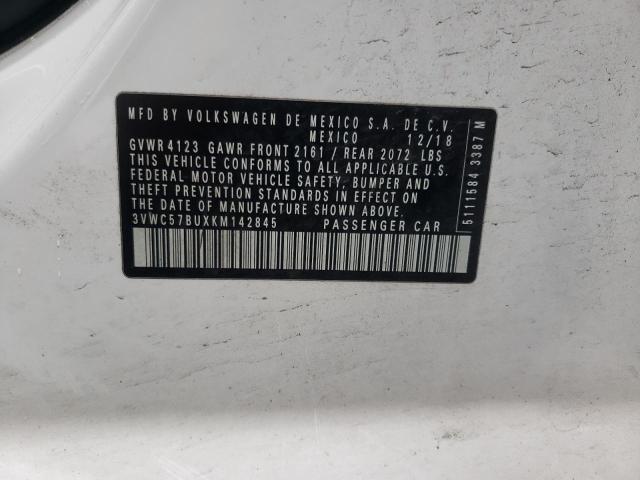 MFD BY VOLKSWAGEN DE MEXICO S.A. DE C.V.
MEXICO 12/18
GVWR 4123 GAWR FRONT 2161 / REAR 2072 LBS
THIS VEHICLE CONFORMS TO ALL APPLICABLE U.S.
FEDERAL MOTOR VEHICLE SAFETY, BUMPER AND
THEFT PREVENTION STANDARDS IN EFFECT ON
THE DATE OF MANUFACTURE SHOWN ABOVE.
3VWC57BUXKM142845 PASSENGER CAR
5111584 3387 M